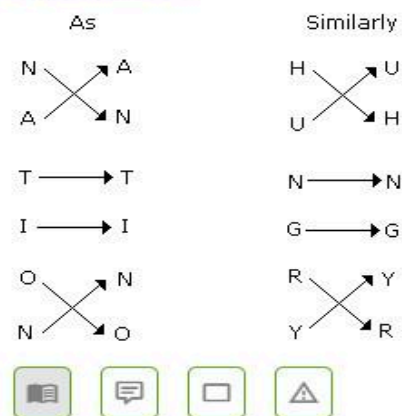 As Similarly
N A H U
A N U H
T T N N
I I G G
O N R Y
N O Y R